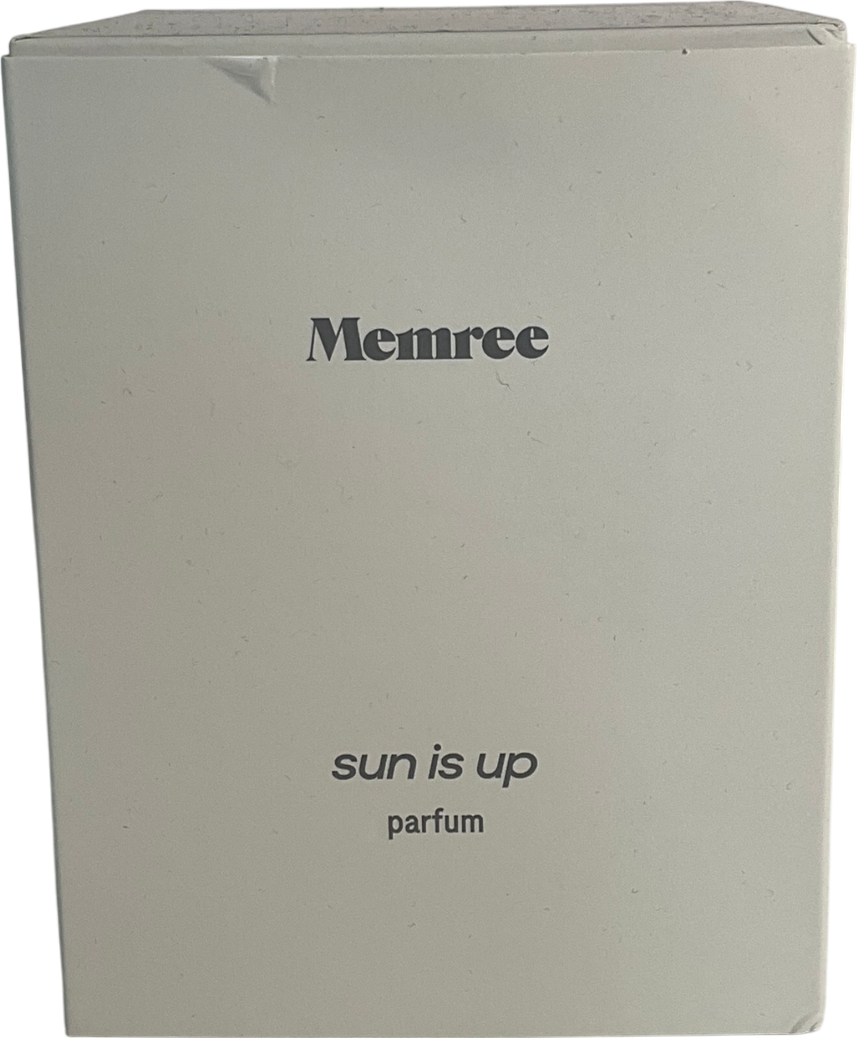 Memree
sun is up
parfum